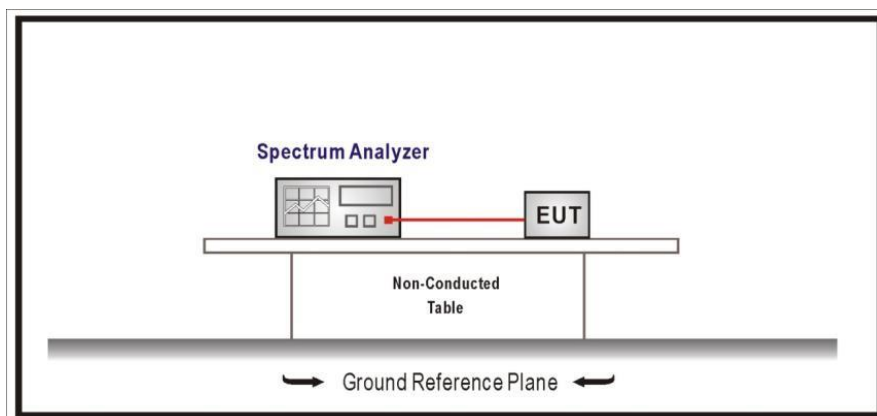 Spectrum Analyzer
EUT
Non-Conducted
Table
Ground Reference Plane